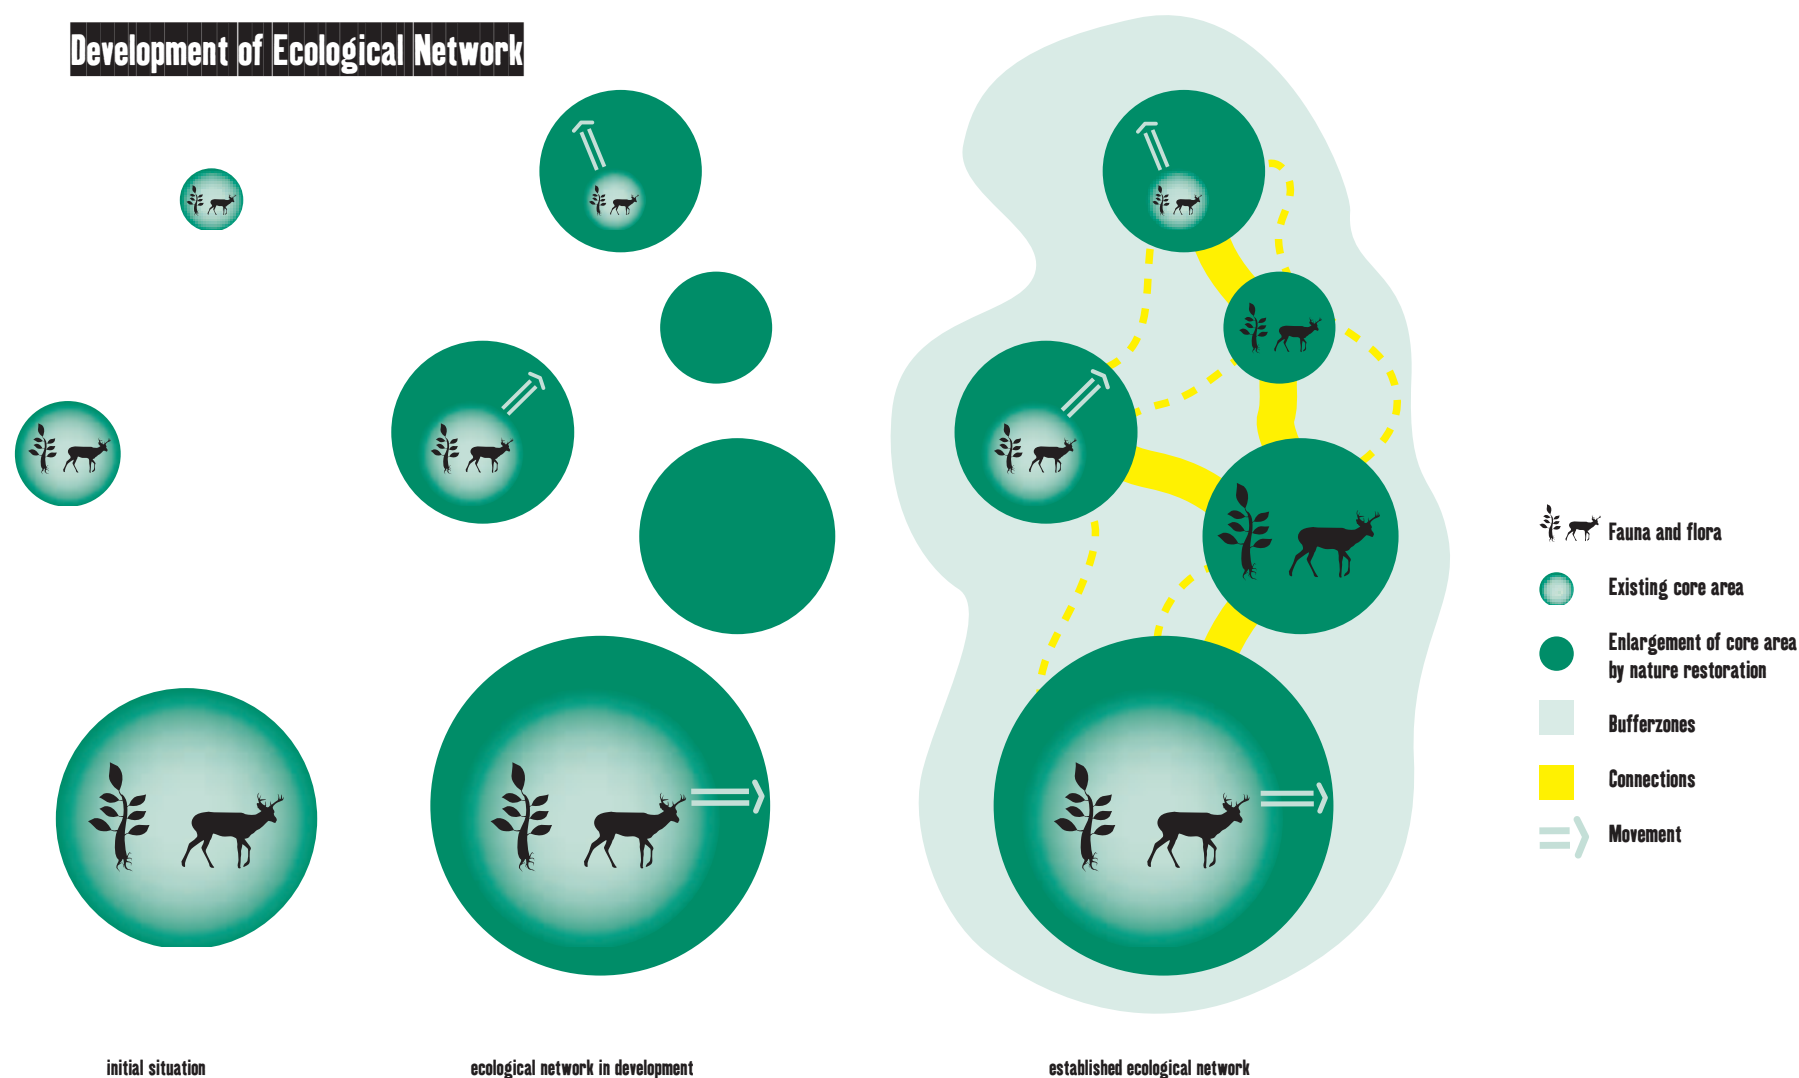 Development of Ecological Network
Fauna and flora
Existing core area
Enlargement of core area
by nature restoration
Bufferzones
Connections
Movement
initial situation
ecological network in development
established ecological network